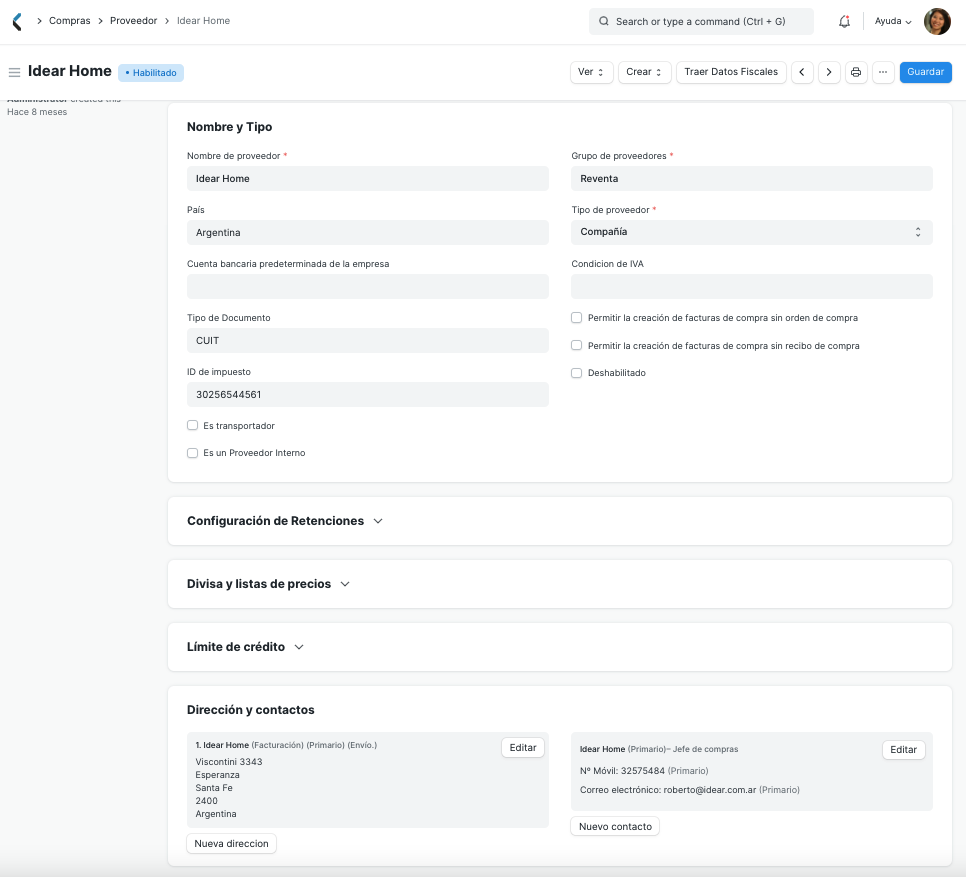 Compras
Proveedor
Idear Home
Search or type a command (Ctrl + G)
Ayuda
Idear Home
• Habilitado
Ver
Crear
Traer Datos Fiscales
···
Guardar
Administrator created this
Hace 8 meses
Nombre y Tipo
Nombre de proveedor *
Idear Home
Grupo de proveedores *
Reventa
País
Argentina
Tipo de proveedor *
Compañía
Cuenta bancaria predeterminada de la empresa
Condicion de IVA
Tipo de Documento
CUIT
Permitir la creación de facturas de compra sin orden de compra
Permitir la creación de facturas de compra sin recibo de compra
Deshabilitado
ID de impuesto
30256544561
Es transportador
Es un Proveedor Interno
Configuración de Retenciones
Divisa y listas de precios
Límite de crédito
Dirección y contactos
1. Idear Home (Facturación) (Primario) (Envío.)
Editar
Viscontini 3343
Esperanza
Santa Fe
2400
Argentina
Nueva direccion
Idear Home (Primario)– Jefe de compras
Editar
Nº Móvil: 32575484 (Primario)
Correo electrónico: roberto@idear.com.ar (Primario)
Nuevo contacto